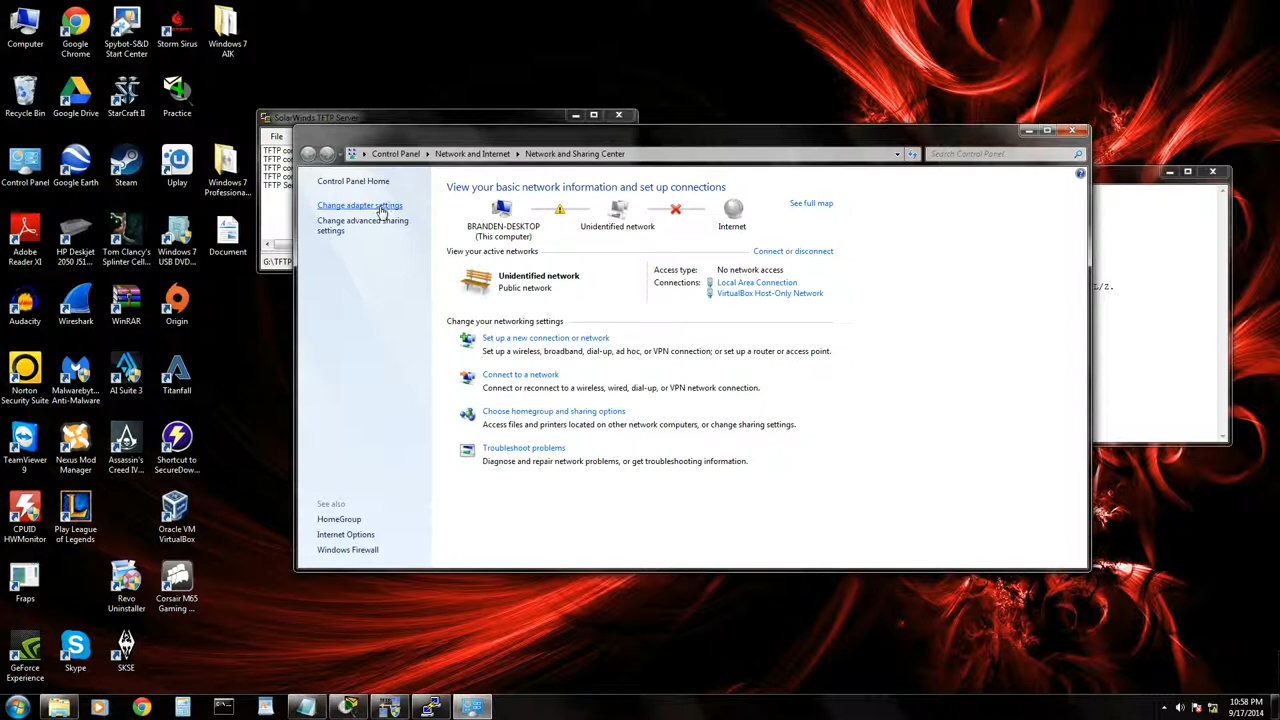 Computer
Google
Chrome
Spybot-S&D
Start Center
Storm Sirus
Windows 7
AIK
Recycle Bin
Google Drive
StarCraft II
Practice
Control Panel
Google Earth
Steam
Uplay
Windows 7
Professiona...
Adobe
Reader XI
HP Deskjet
2050 J51...
Tom Clancy's
Splinter Cell...
Windows 7
USB DVD...
Document
Audacity
Wireshark
WinRAR
Origin
Norton
Security Suite
Malwarebyt...
Anti-Malware
AI Suite 3
Titanfall
TeamViewer
9
Nexus Mod
Manager
Assassin's
Creed IV...
Shortcut to
SecureDow...
CPUID
HWMonitor
Play League
of Legends
Oracle VM
VirtualBox
Fraps
Revo
Uninstaller
Corsair M65
Gaming ...
GeForce
Experience
Skype
SKSE
SolarWinds TFTP Server
File
TFTP co
TFTP co
TFTP co
TFTP co
TFTP Se
G:\TFTP
Control Panel
Network and Internet
Network and Sharing Center
Search Control Panel
Control Panel Home
Change adapter settings
Change advanced sharing
settings
View your basic network information and set up connections
See full map
BRANDEN-DESKTOP
(This computer)
Unidentified network
Internet
View your active networks
Connect or disconnect
Unidentified network
Public network
Access type:
No network access
Connections:
Local Area Connection
VirtualBox Host-Only Network
Change your networking settings
Set up a new connection or network
Set up a wireless, broadband, dial-up, ad hoc, or VPN connection; or set up a router or access point.
Connect to a network
Connect or reconnect to a wireless, wired, dial-up, or VPN network connection.
Choose homegroup and sharing options
Access files and printers located on other network computers, or change sharing settings.
Troubleshoot problems
Diagnose and repair network problems, or get troubleshooting information.
See also
HomeGroup
Internet Options
Windows Firewall
10:58 PM
9/17/2014